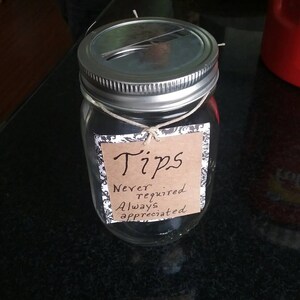 Tips
Never
required
Always
appreciated